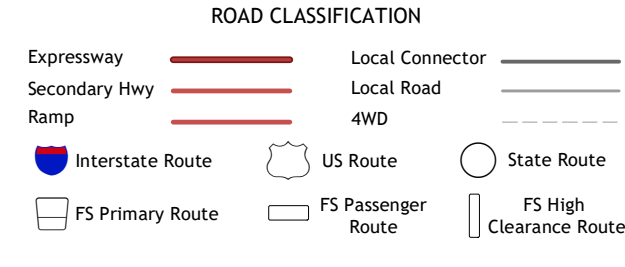 ROAD CLASSIFICATION
Expressway
Local Connector
Secondary Hwy
Local Road
Ramp
4WD
Interstate Route
US Route
State Route
FS Primary Route
FS Passenger
Route
FS High
Clearance Route